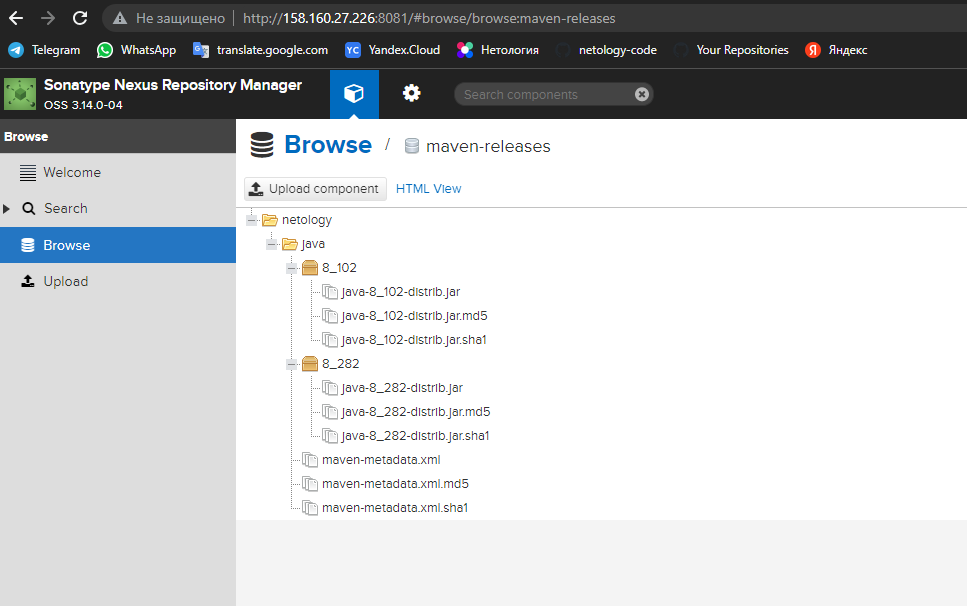 Не защищено | http://158.160.27.226:8081/#browse/browse:maven-releases
Telegram WhatsApp translate.google.com YC Yandex.Cloud Нетология netology-code Your Repositories Я Яндекс
Sonatype Nexus Repository Manager
OSS 3.14.0-04
Search components
Browse
Welcome
Search
Browse
Upload
Browse / maven-releases
Upload component HTML View
netology
java
8_102
java-8_102-distrib.jar
java-8_102-distrib.jar.md5
java-8_102-distrib.jar.sha1
8_282
java-8_282-distrib.jar
java-8_282-distrib.jar.md5
java-8_282-distrib.jar.sha1
maven-metadata.xml
maven-metadata.xml.md5
maven-metadata.xml.sha1